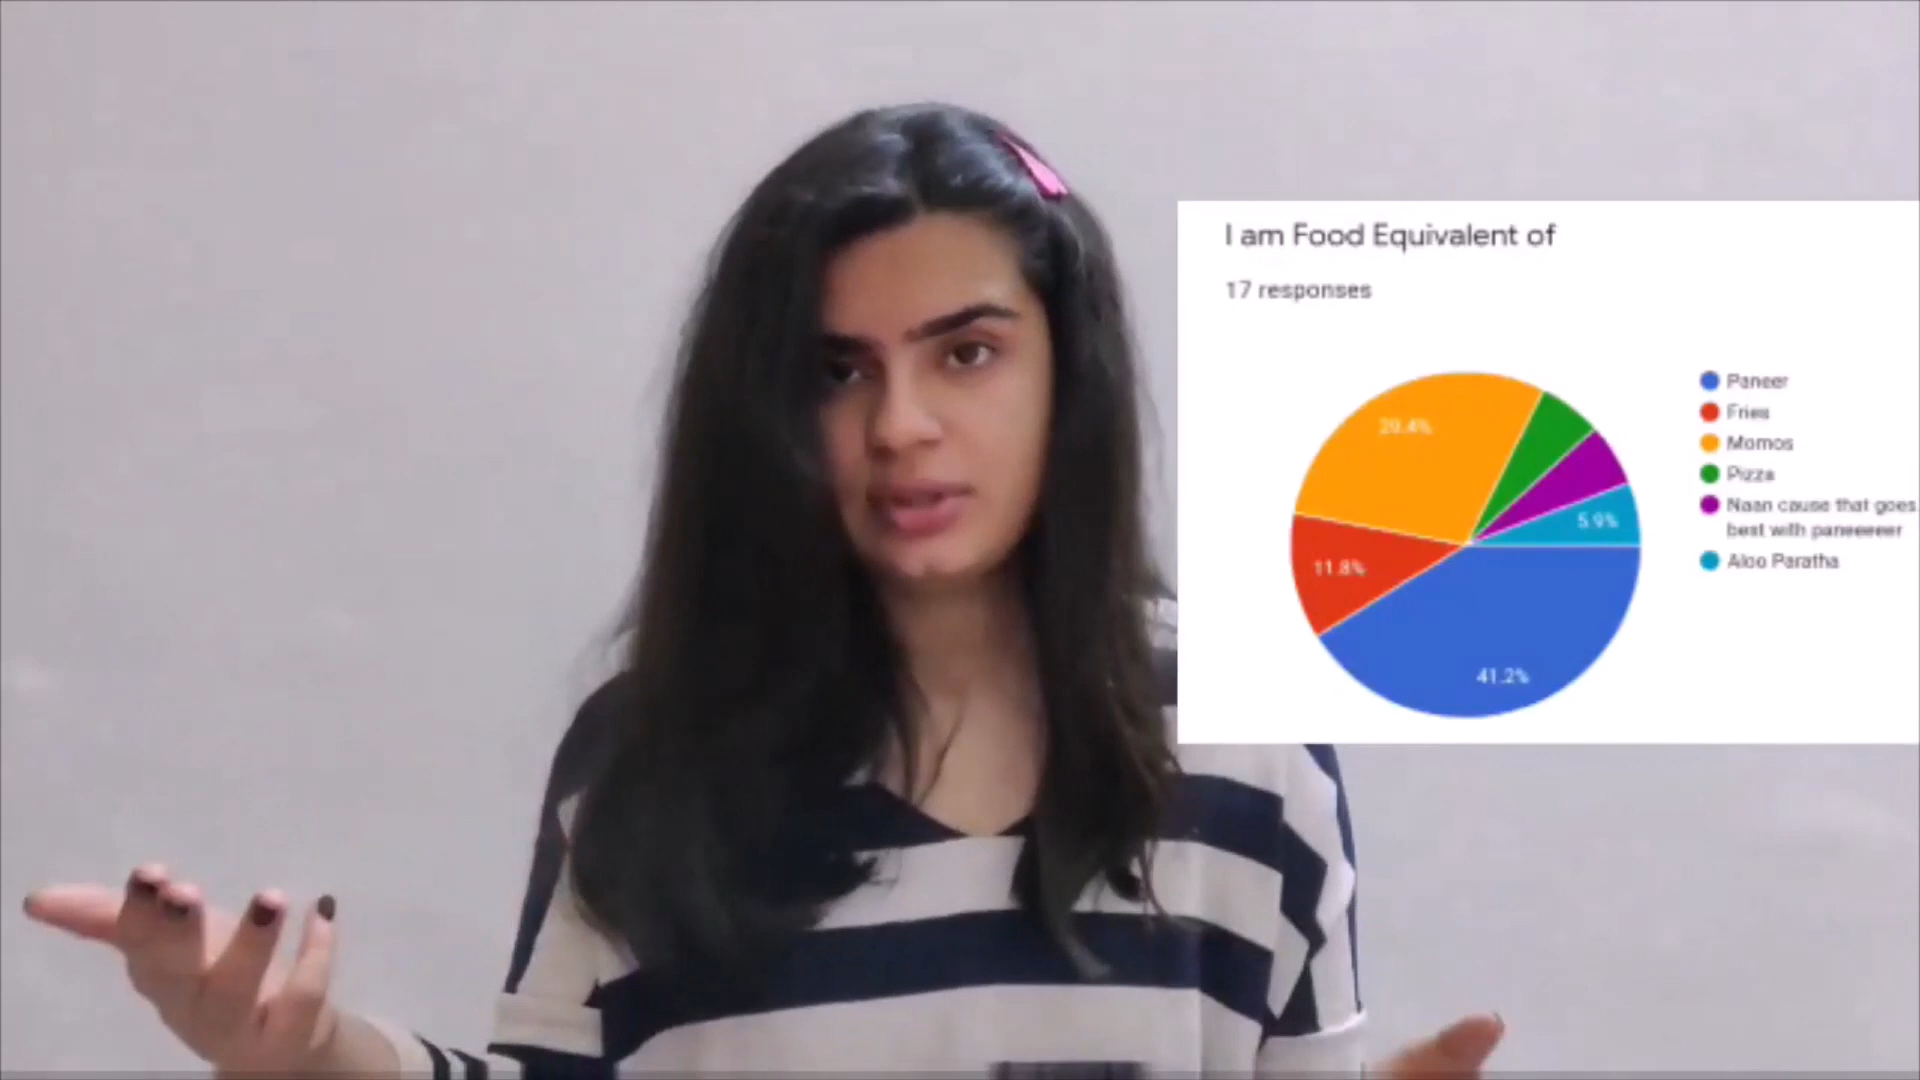 I am Food Equivalent of
17 responses
29.4%
5.9%
11.8%
41.2%
Paneer
Fries
Momos
Pizza
Naan cause that goes
best with paneeeeer
Aloo Paratha